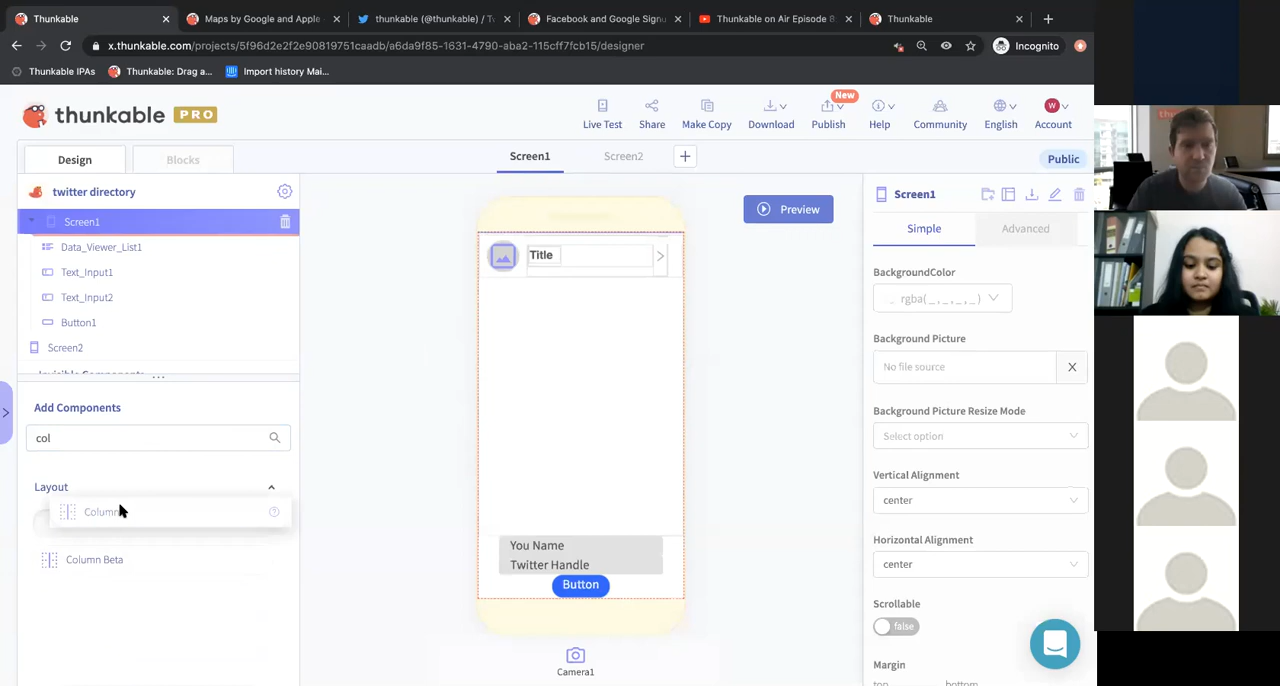 Thunkable
Maps by Google and Apple
thunkable (@thunkable) / Tw
Facebook and Google Signu
Thunkable on Air Episode 8
Thunkable
x.thunkable.com/projects/5f96d2e2f2e90819751caadb/a6da9f85-1631-4790-aba2-115cff7fcb15/designer
Incognito
Thunkable IPAs
Thunkable: Drag a...
Import history Mai...
thunkable PRO
New
Live Test
Share
Make Copy
Download
Publish
Help
Community
English
Account
W
Design
Blocks
Screen1
Screen2
Public
twitter directory
Screen1
Data_Viewer_List1
Text_Input1
Text_Input2
Button1
Screen2
Add Components
col
Layout
Column
Column Beta
Preview
Title
You Name
Twitter Handle
Button
Camera1
Screen1
Simple
Advanced
BackgroundColor
rgba(_,_,_,_)
Background Picture
No file source
X
Background Picture Resize Mode
Select option
Vertical Alignment
center
Horizontal Alignment
center
Scrollable
false
Margin